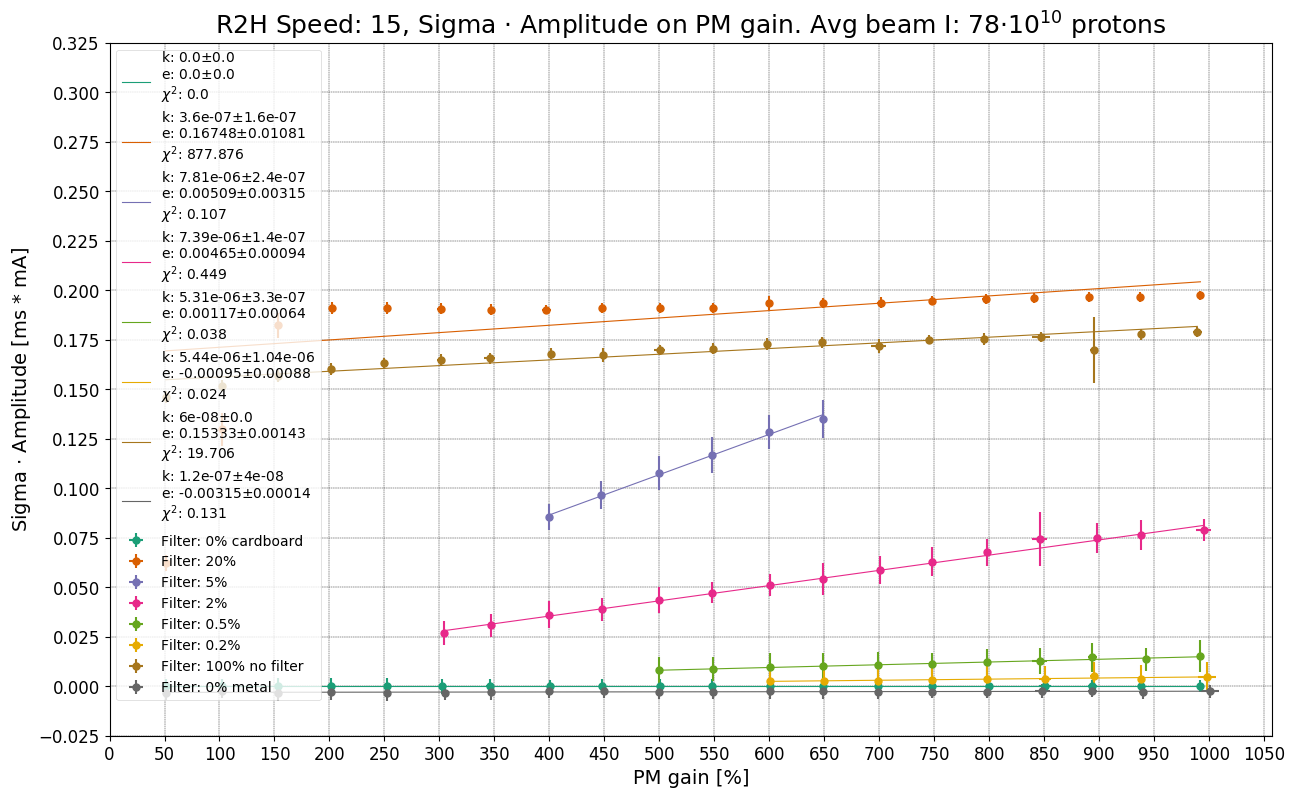 R2H Speed: 15, Sigma · Amplitude on PM gain. Avg beam I: 78·10¹⁰ protons
Sigma · Amplitude [ms * mA]
0.325
0.300
0.275
0.250
0.225
0.200
0.175
0.150
0.125
0.100
0.075
0.050
0.025
0.000
−0.025
k: 0.0±0.0
e: 0.0±0.0
χ²: 0.0
k: 3.6e-07±1.6e-07
e: 0.16748±0.01081
χ²: 877.876
k: 7.81e-06±2.4e-07
e: 0.00509±0.00315
χ²: 0.107
k: 7.39e-06±1.4e-07
e: 0.00465±0.00094
χ²: 0.449
k: 5.31e-06±3.3e-07
e: 0.00117±0.00064
χ²: 0.038
k: 5.44e-06±1.04e-06
e: -0.00095±0.00088
χ²: 0.024
k: 6e-08±0.0
e: 0.15333±0.00143
χ²: 19.706
k: 1.2e-07±4e-08
e: -0.00315±0.00014
χ²: 0.131
Filter: 0% cardboard
Filter: 20%
Filter: 5%
Filter: 2%
Filter: 0.5%
Filter: 0.2%
Filter: 100% no filter
Filter: 0% metal
0 50 100 150 200 250 300 350 400 450 500 550 600 650 700 750 800 850 900 950 1000 1050
PM gain [%]